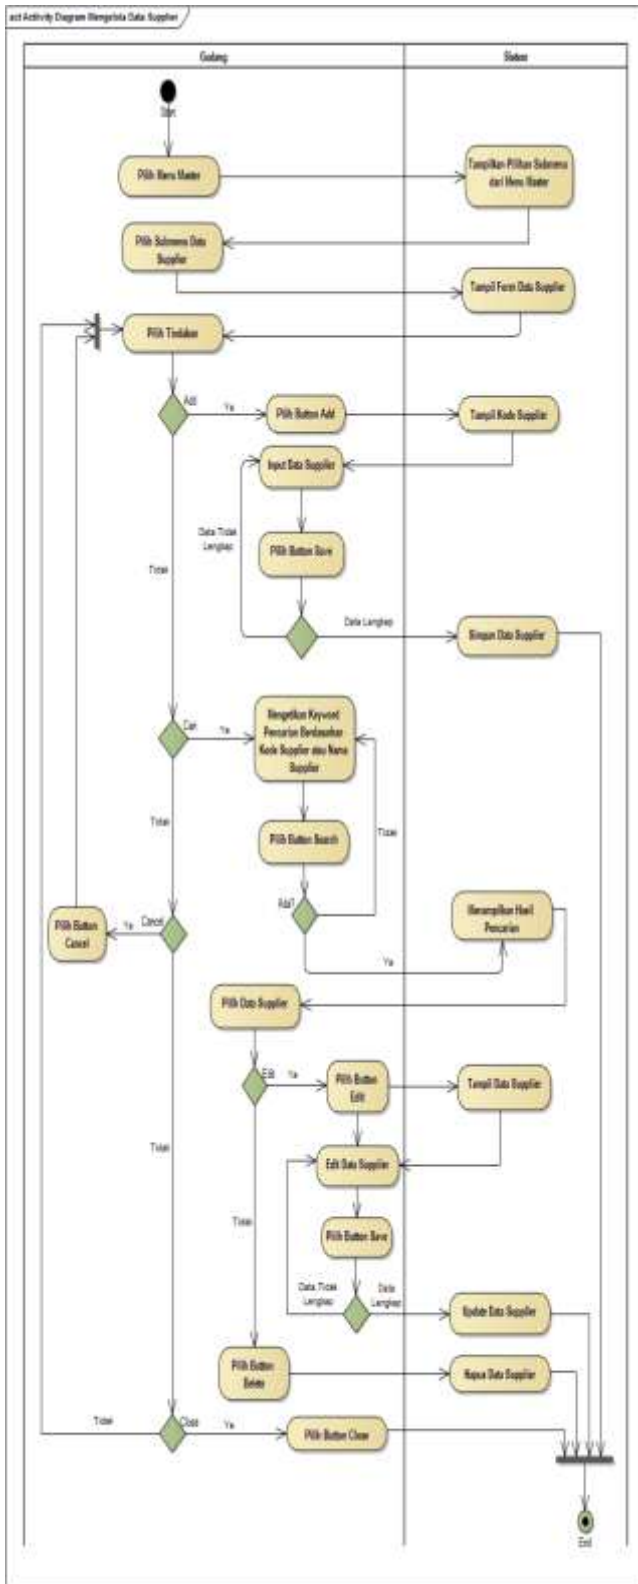 act Activity Diagram Mengelola Data Supplier
Gudang
Sistem
Start
Pilih Menu Master
Tampilkan Pilihan Submenu
dari Menu Master
Pilih Submenu Data
Supplier
Tampil Form Data Supplier
Pilih Tindakan
Add
Ya
Pilih Button Add
Tampil Kode Supplier
Input Data Supplier
Data Tidak
Lengkap
Pilih Button Save
Tidak
Data Lengkap
Simpan Data Supplier
Mengetikan Keyword
Pencarian Berdasarkan
Kode Supplier atau Nama
Supplier
Cari
Ya
Tidak
Pilih Button Search
Tidak
Ada?
Menampilkan Hasil
Pencarian
Pilih Button
Cancel
Ya
Cancel
Ya
Pilih Data Supplier
Edit
Ya
Pilih Button
Edit
Tampil Data Supplier
Tidak
Edit Data Supplier
Tidak
Pilih Button Save
Data Tidak
Lengkap
Data
Lengkap
Update Data Supplier
Pilih Button
Delete
Hapus Data Supplier
Tidak
Close
Ya
Pilih Button Close
End